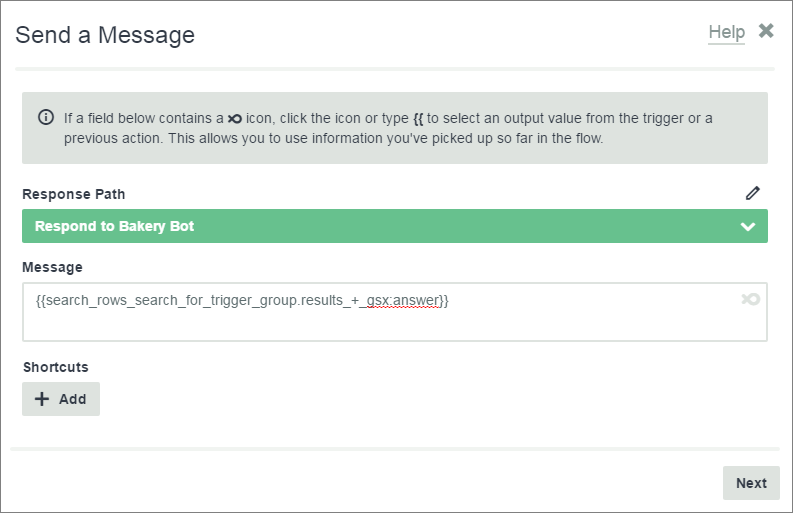 Send a Message
Help
If a field below contains a icon, click the icon or type {{ to select an output value from the trigger or a
previous action. This allows you to use information you've picked up so far in the flow.
Response Path
Respond to Bakery Bot
Message
{{search_rows_search_for_trigger_group.results_+_gsx:answer}}
Shortcuts
Add
Next